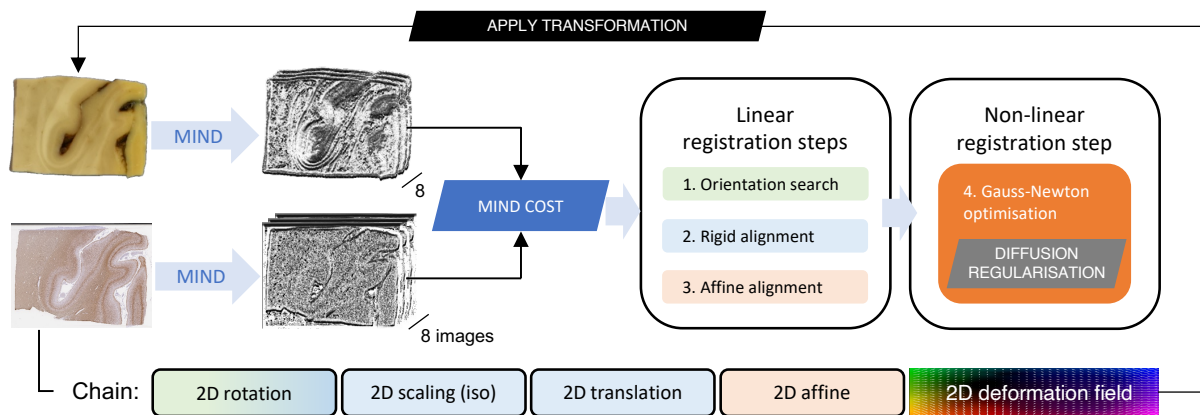 APPLY TRANSFORMATION
MIND
8
MIND
8 images
MIND COST
Linear
registration steps
1. Orientation search
2. Rigid alignment
3. Affine alignment
Non-linear
registration step
4. Gauss-Newton
optimisation
DIFFUSION
REGULARISATION
Chain:
2D rotation
2D scaling (iso)
2D translation
2D affine
2D deformation field